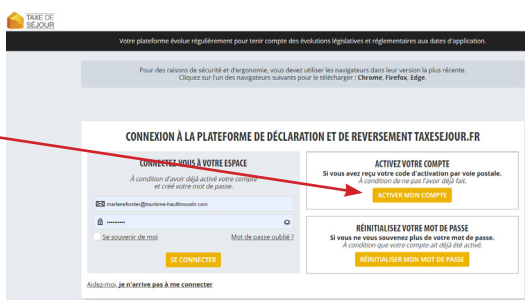 TAXE DE
SÉJOUR
Votre plateforme évolue régulièrement pour tenir compte des évolutions législatives et réglementaires aux dates d'application.
Pour des raisons de sécurité et d'ergonomie, vous devez utiliser les navigateurs dans leur version la plus récente.
Cliquez sur l'un des navigateurs suivants pour le télécharger : Chrome, Firefox, Edge.
CONNEXION À LA PLATEFORME DE DÉCLARATION ET DE REVERSEMENT TAXESEJOUR.FR
CONNECTEZ-VOUS À VOTRE ESPACE
À condition d'avoir déjà activé votre compte
et créé votre mot de passe.
marleneforster@tourisme-hautlimousin.com
Se souvenir de moi
Mot de passe oublié ?
SE CONNECTER
Aidez-moi, je n'arrive pas à me connecter
ACTIVEZ VOTRE COMPTE
Si vous avez reçu votre code d'activation par voie postale.
À condition de ne pas l'avoir déjà fait.
ACTIVER MON COMPTE
RÉINITIALISEZ VOTRE MOT DE PASSE
Si vous ne vous souvenez plus de votre mot de passe.
À condition que votre compte ait déjà été activé.
RÉINITIALISER MON MOT DE PASSE